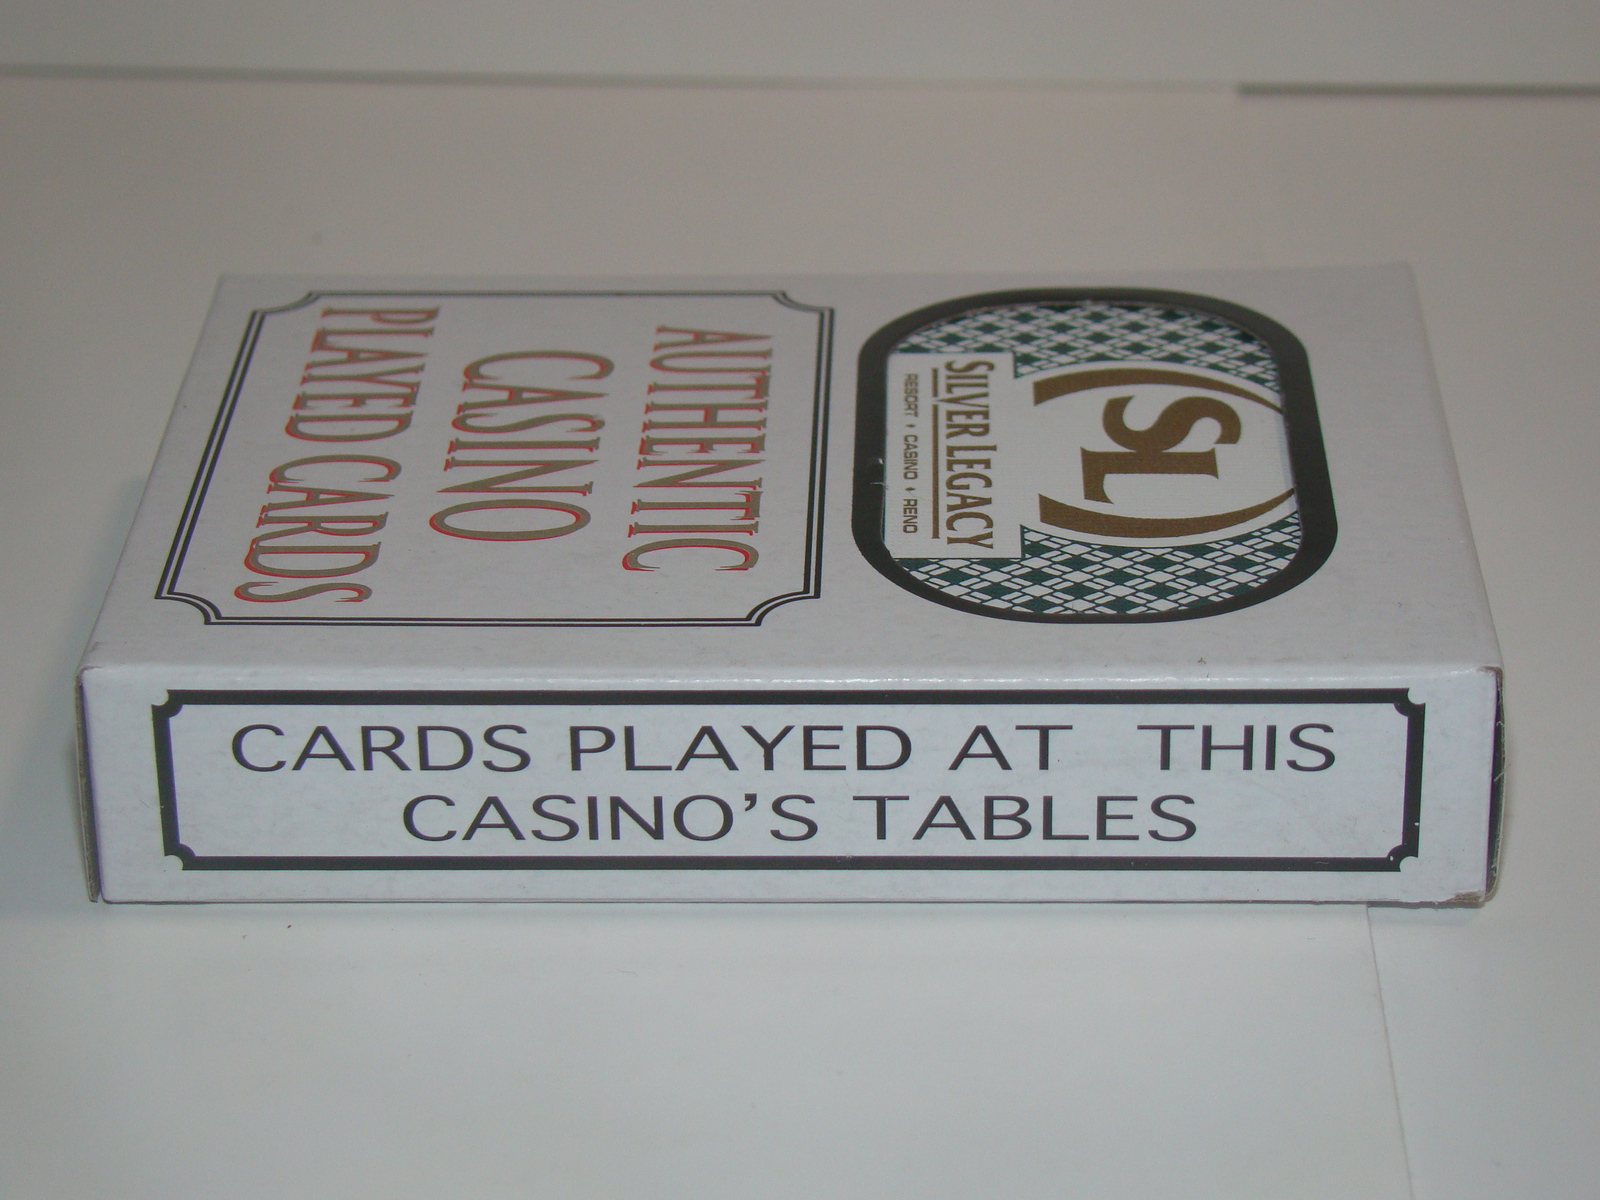 SL
SILVER LEGACY
RESORT ♦ CASINO ♦ RENO
AUTHENTIC
CASINO
PLAYED CARDS
CARDS PLAYED AT THIS
CASINO'S TABLES